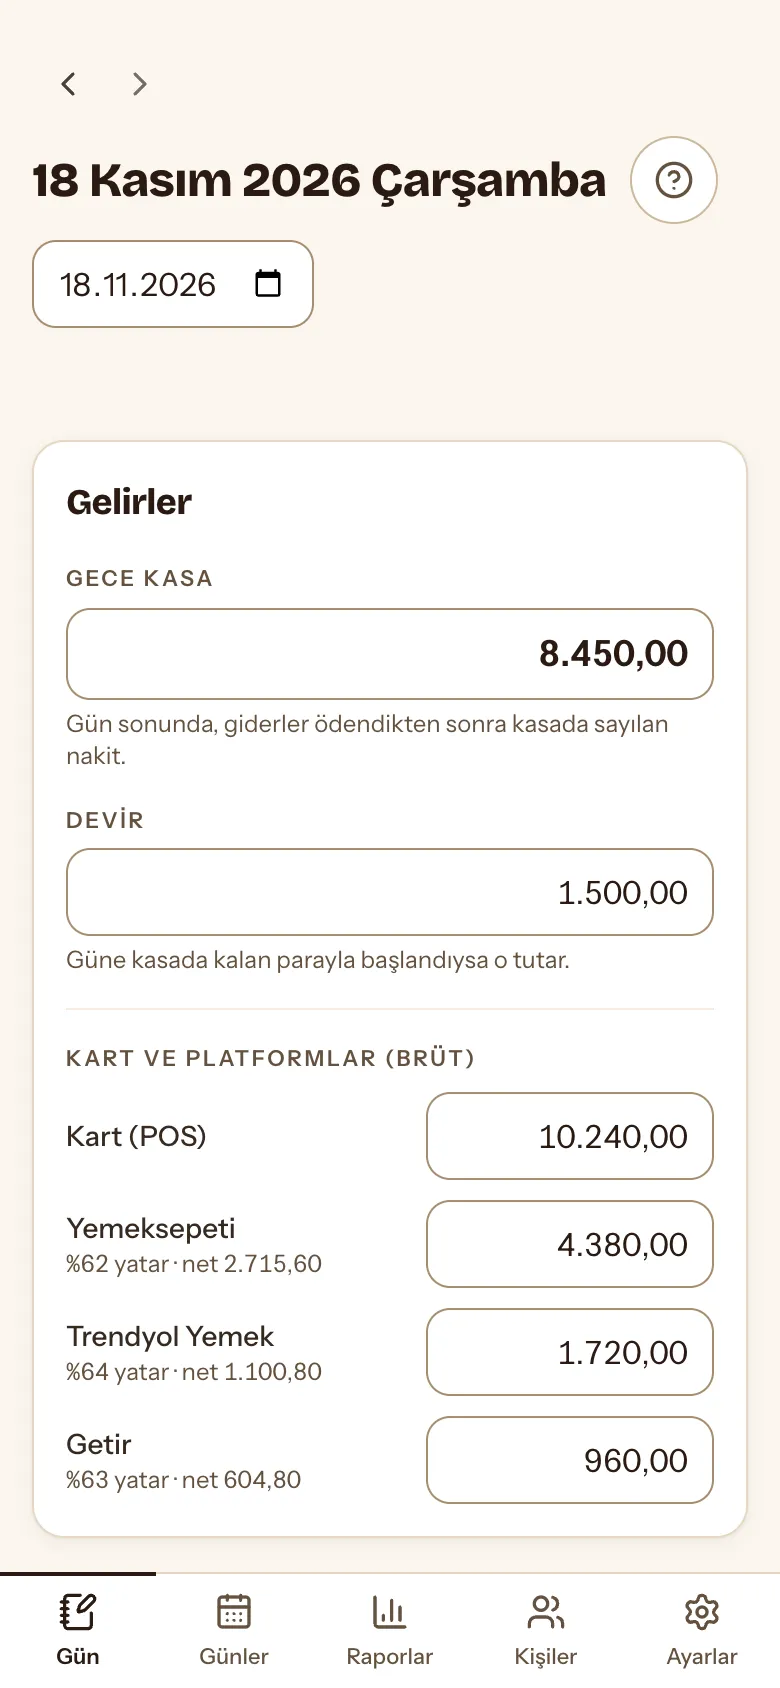 18 Kasım 2026 Çarşamba
18.11.2026
Gelirler
GECE KASA
8.450,00
Gün sonunda, giderler ödendikten sonra kasada sayılan
nakit.
DEVİR
1.500,00
Güne kasada kalan parayla başlandıysa o tutar.
KART VE PLATFORMLAR (BRÜT)
Kart (POS)
10.240,00
Yemeksepeti
%62 yatar · net 2.715,60
4.380,00
Trendyol Yemek
%64 yatar · net 1.100,80
1.720,00
Getir
%63 yatar · net 604,80
960,00
Gün
Günler
Raporlar
Kişiler
Ayarlar